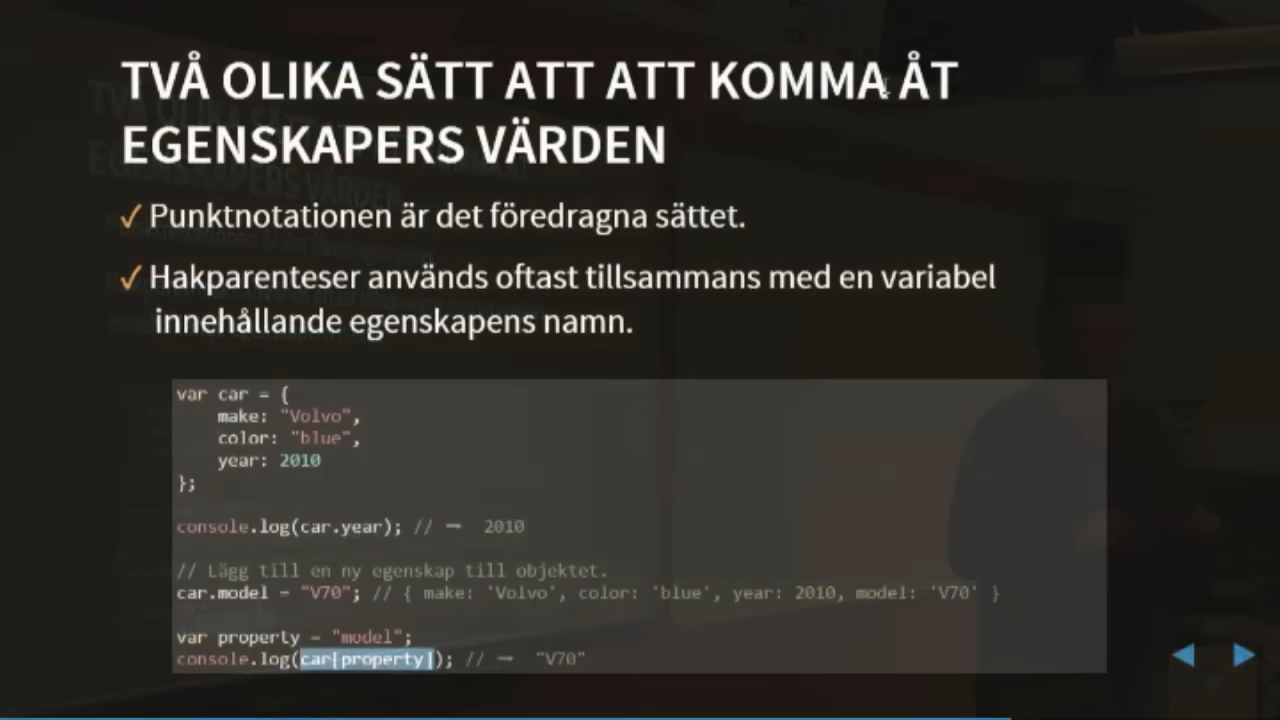 TVÅ OLIKA SÄTT ATT ATT KOMMA ÅT
EGENSKAPERS VÄRDEN
✓ Punktnotationen är det föredragna sättet.
✓ Hakparenteser används oftast tillsammans med en variabel
innehållande egenskapens namn.
var car = {
    make: "Volvo",
    color: "blue",
    year: 2010
};
console.log(car.year); // → 2010
// Lägg till en ny egenskap till objektet.
car.model = "V70"; // { make: 'Volvo', color: 'blue', year: 2010, model: 'V70' }
var property = "model";
console.log(car[property]); // → "V70"